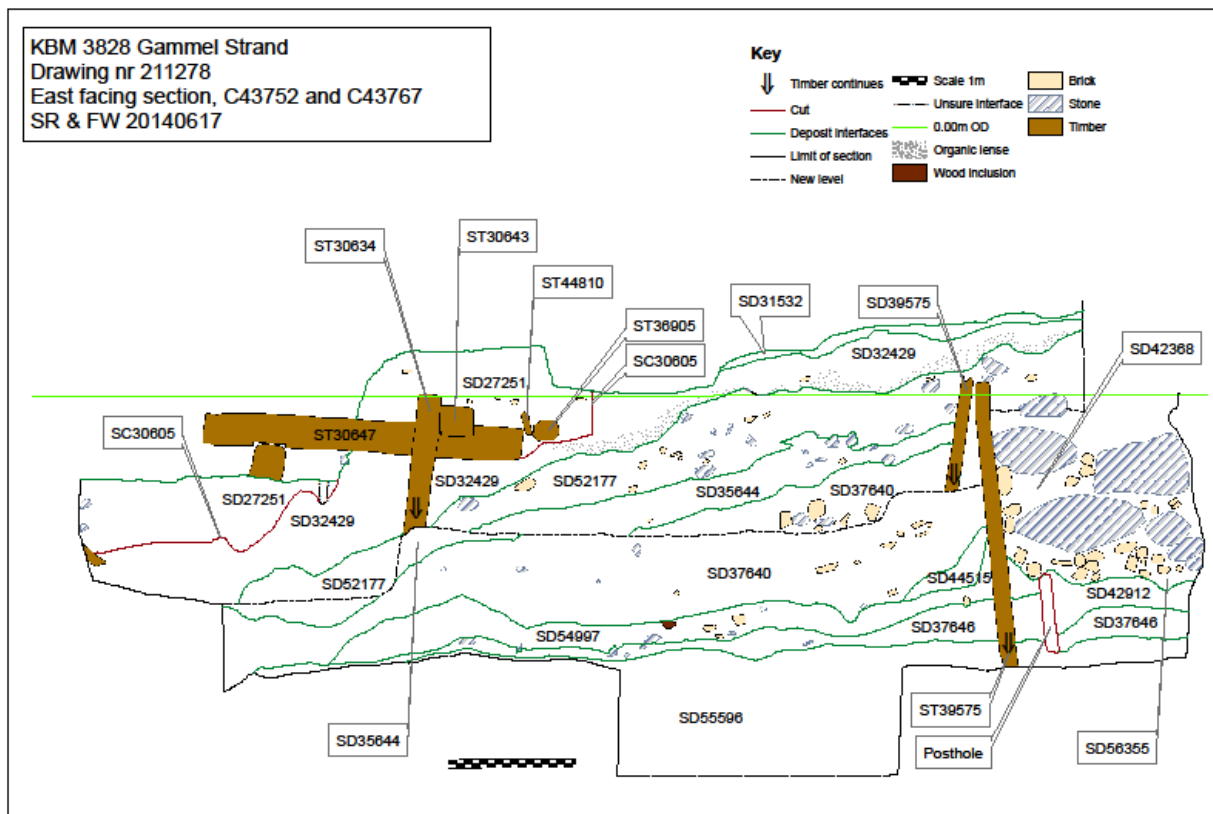 KBM 3828 Gammel Strand
Drawing nr 211278
East facing section, C43752 and C43767
SR & FW 20140617
Key
Timber continues
Cut
Deposit interfaces
Limit of section
New level
Scale 1m
Unsure interface
0.00m OD
Organic lense
Wood inclusion
Brick
Stone
Timber
ST30634
ST30643
ST44810
ST36905
SC30605
SD31532
SD39575
SD42368
SD32429
SD27251
SC30605
ST30647
SD27251
SD32429
SD32429
SD52177
SD35644
SD37640
SD52177
SD37640
SD44515
SD42912
SD54997
SD37646
SD37646
SD35644
SD55596
ST39575
Posthole
SD56355